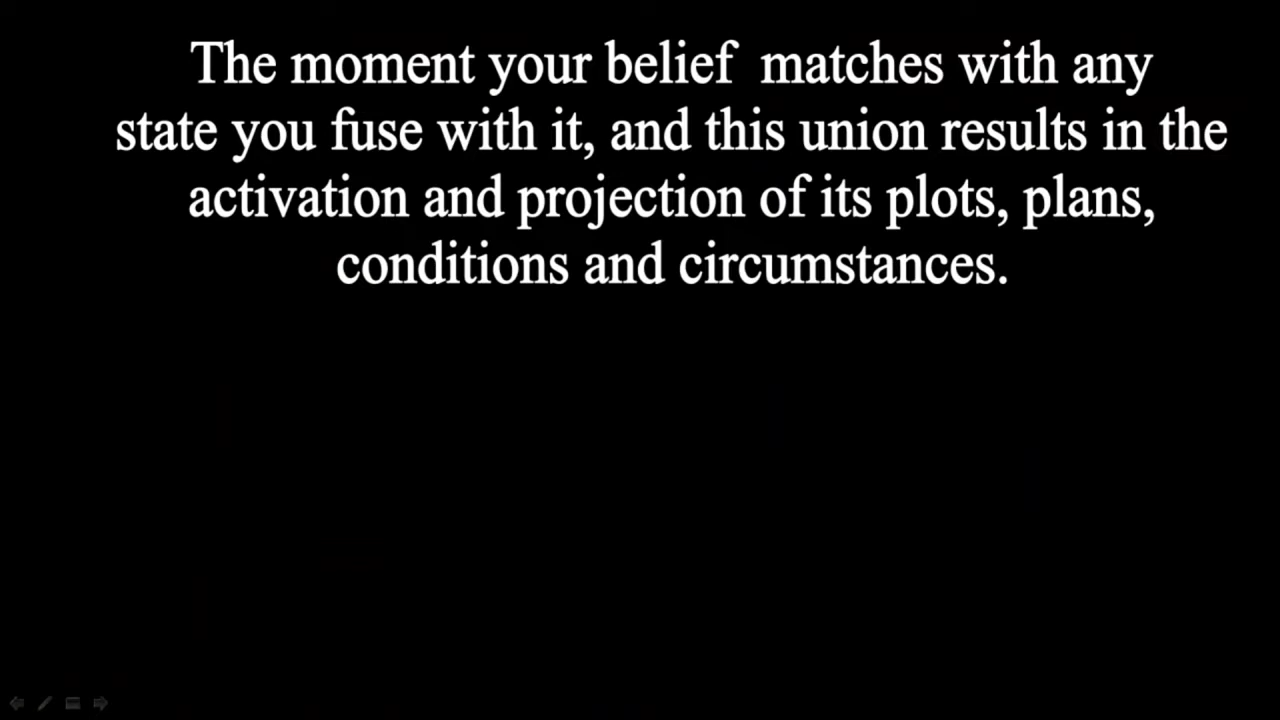 The moment your belief  matches with any
state you fuse with it, and this union results in the
activation and projection of its plots, plans,
conditions and circumstances.